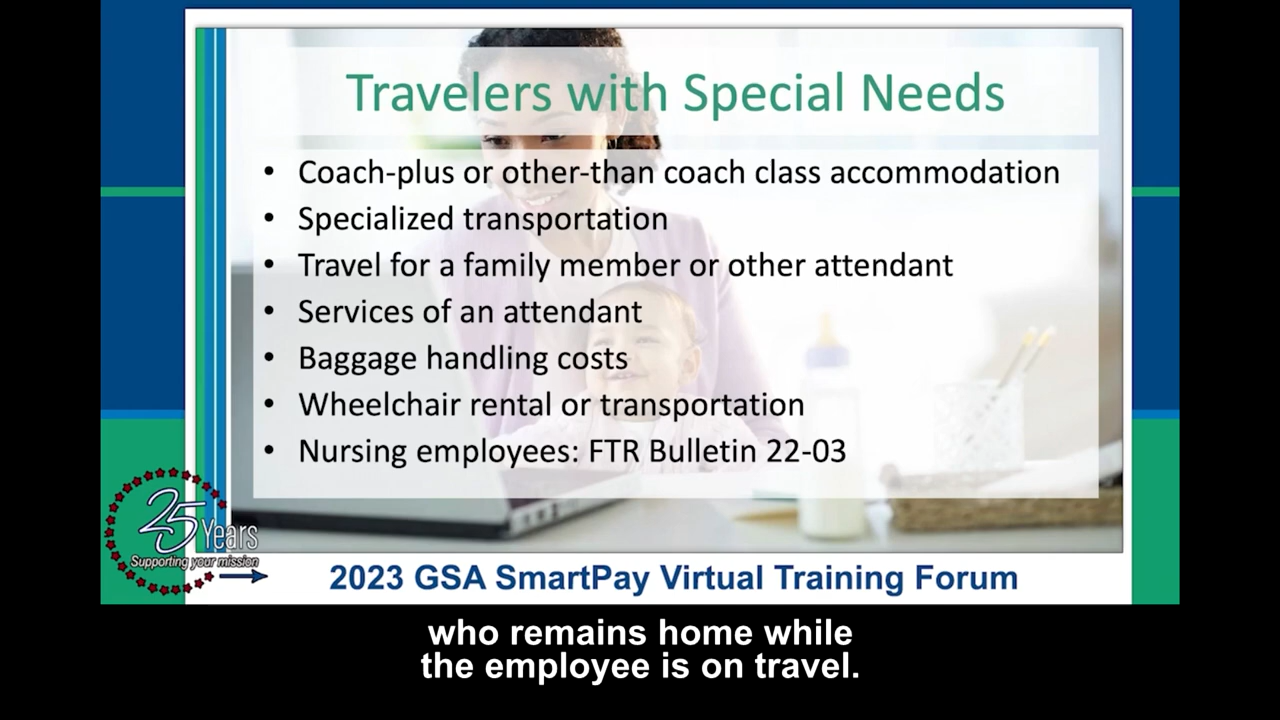 Travelers with Special Needs
• Coach-plus or other-than coach class accommodation
• Specialized transportation
• Travel for a family member or other attendant
• Services of an attendant
• Baggage handling costs
• Wheelchair rental or transportation
• Nursing employees: FTR Bulletin 22-03
25 Years
Supporting your mission
2023 GSA SmartPay Virtual Training Forum
who remains home while
the employee is on travel.